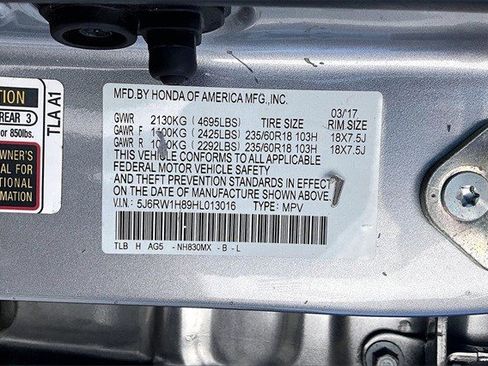 TLA A1
REAR 3
or 850lbs.
OWNER'S
MFD.BY HONDA OF AMERICA MFG.,INC.
03/'17
GVWR 2130KG (4695LBS) TIRE SIZE RIM SIZE
GAWR F (2425LBS) 235/60R18 103H 18X7.5J
GAWR R (2292LBS) 235/60R18 103H 18X7.5J
THIS VEHICLE CONFORMS TO ALL APPLICABLE
FEDERAL MOTOR VEHICLE SAFETY
AND THEFT PREVENTION STANDARDS IN EFFECT
ON THE DATE OF MANUFACTURE SHOWN ABOVE.
V.I.N.: 5J6RW1H89HL013016 TYPE: MPV
TLB H AG5 -NH830MX -B -L